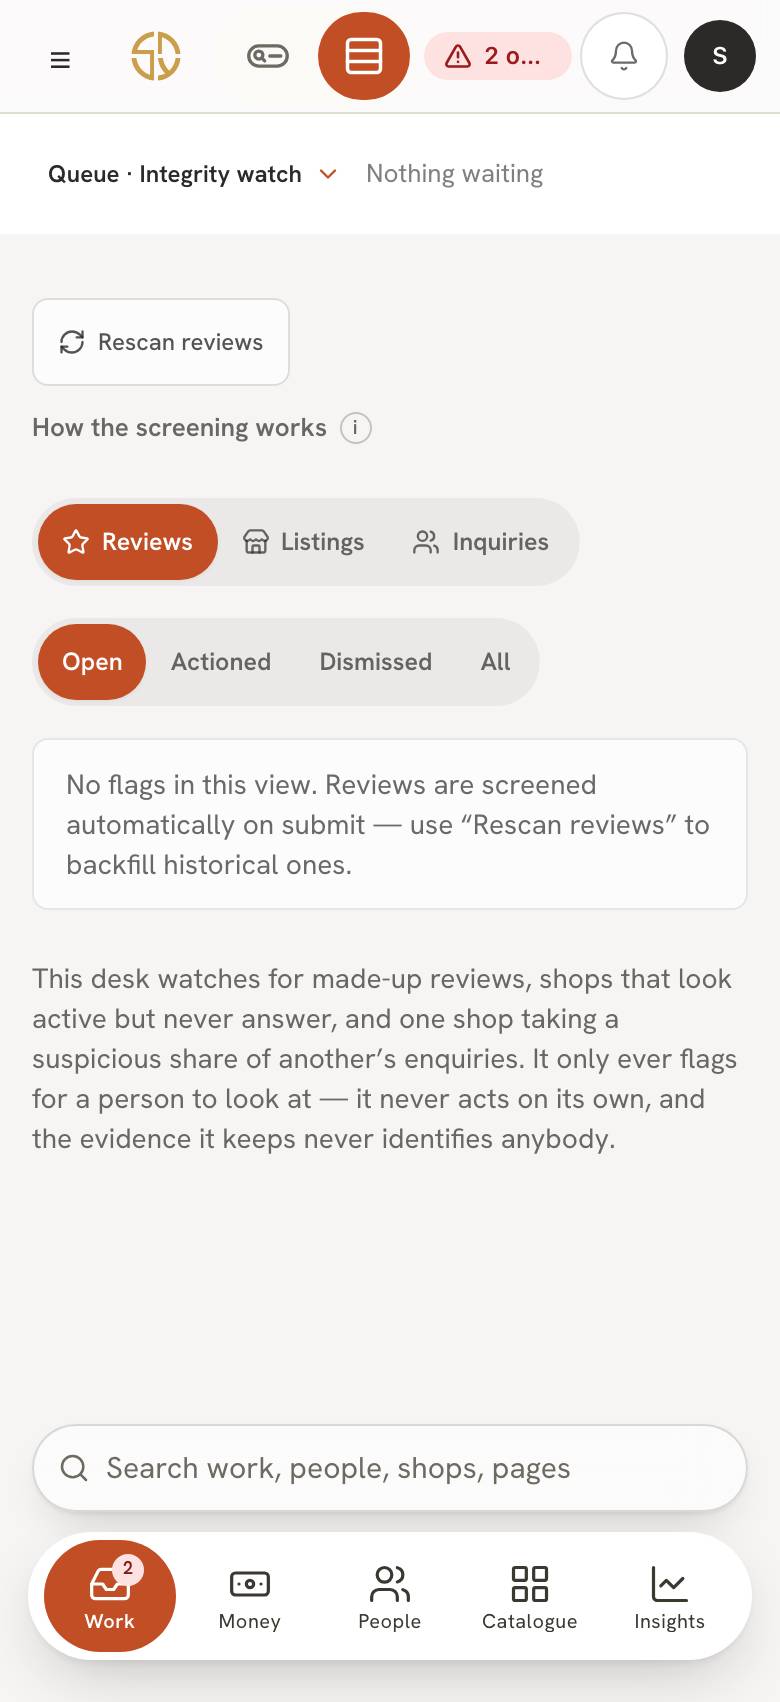 2 o...
S
Queue · Integrity watch
Nothing waiting
Rescan reviews
How the screening works i
Reviews
Listings
Inquiries
Open
Actioned
Dismissed
All
No flags in this view. Reviews are screened
automatically on submit — use “Rescan reviews” to
backfill historical ones.
This desk watches for made-up reviews, shops that look
active but never answer, and one shop taking a
suspicious share of another’s enquiries. It only ever flags
for a person to look at — it never acts on its own, and
the evidence it keeps never identifies anybody.
Search work, people, shops, pages
2
Work
Money
People
Catalogue
Insights